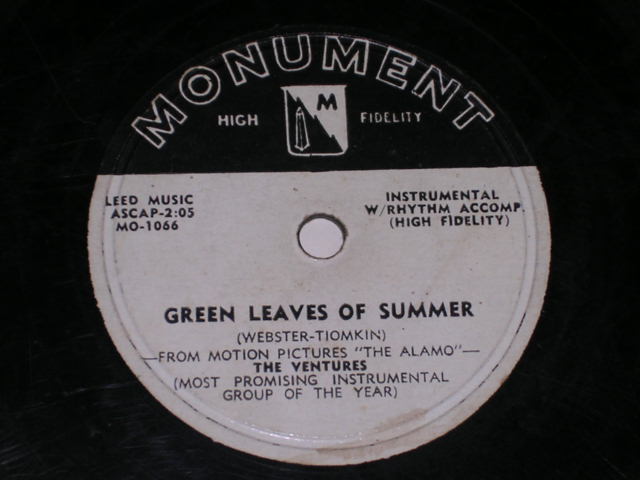 MONUMENT
HIGH M FIDELITY
LEED MUSIC
ASCAP-2:05
MO-1066
INSTRUMENTAL
W/RHYTHM ACCOMP.
(HIGH FIDELITY)
GREEN LEAVES OF SUMMER
(WEBSTER-TIOMKIN)
—FROM MOTION PICTURES "THE ALAMO"—
THE VENTURES
(MOST PROMISING INSTRUMENTAL
GROUP OF THE YEAR)